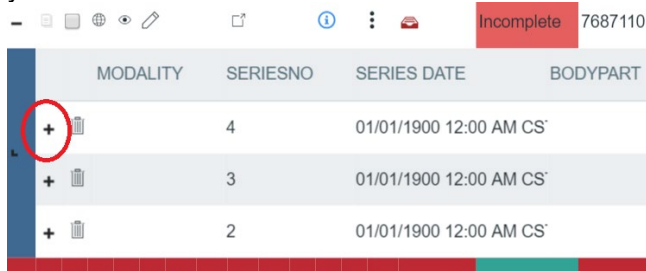 Incomplete 7687110
MODALITY SERIESNO SERIES DATE BODYPART
4 01/01/1900 12:00 AM CS
3 01/01/1900 12:00 AM CS
2 01/01/1900 12:00 AM CS